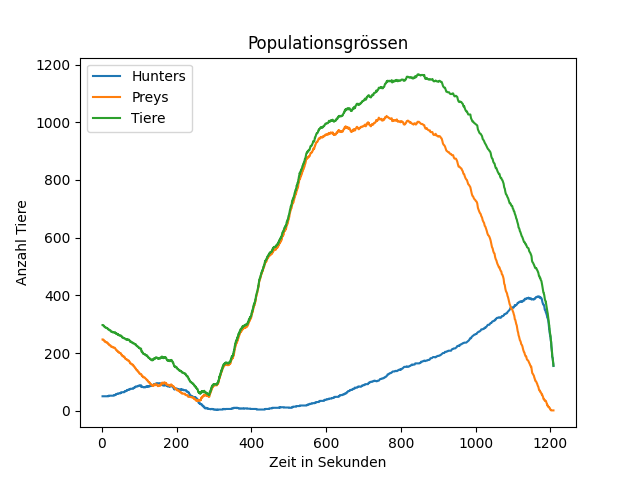 Populationsgrössen
Hunters
Preys
Tiere
Anzahl Tiere
1200
1000
800
600
400
200
0
0 200 400 600 800 1000 1200
Zeit in Sekunden